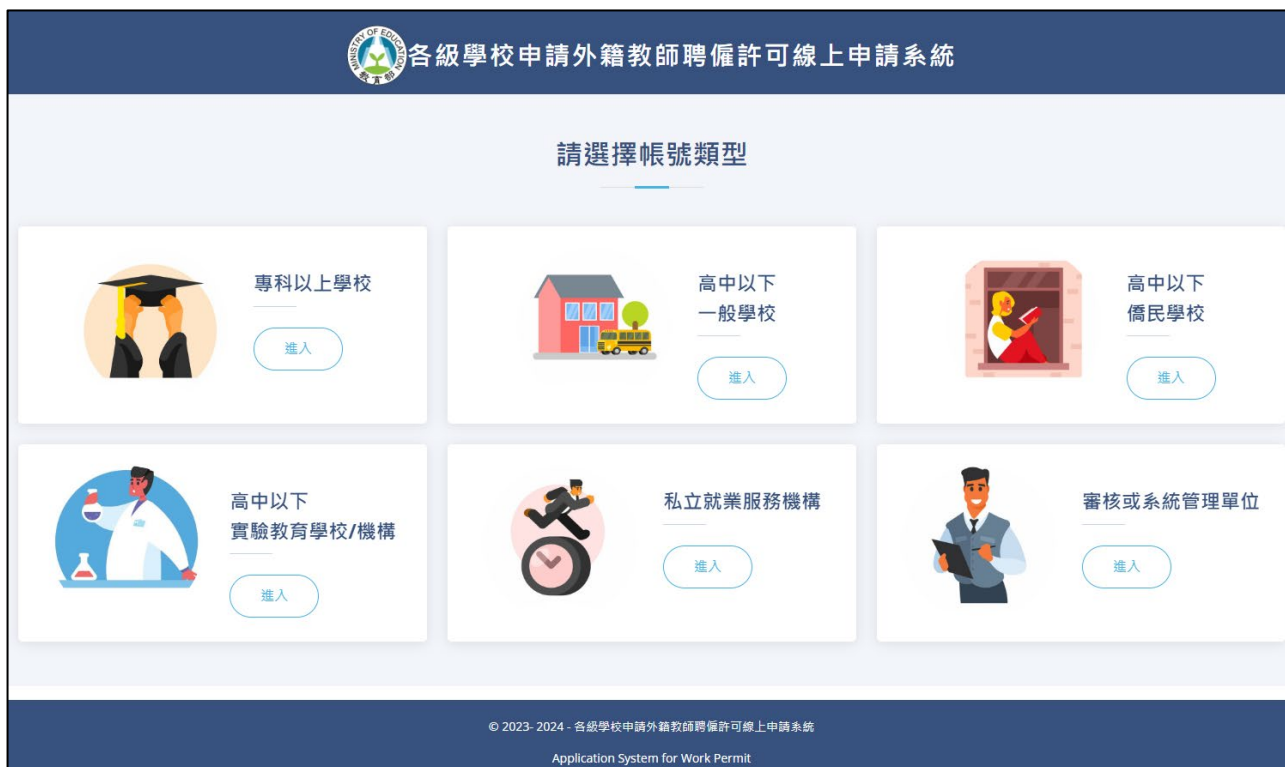 MINISTRY OF EDUCATION
教育部
各級學校申請外籍教師聘僱許可線上申請系統
請選擇帳號類型
專科以上學校
進入
高中以下
一般學校
進入
高中以下
僑民學校
進入
高中以下
實驗教育學校/機構
進入
私立就業服務機構
進入
審核或系統管理單位
進入
© 2023- 2024 - 各級學校申請外籍教師聘僱許可線上申請系統
Application System for Work Permit